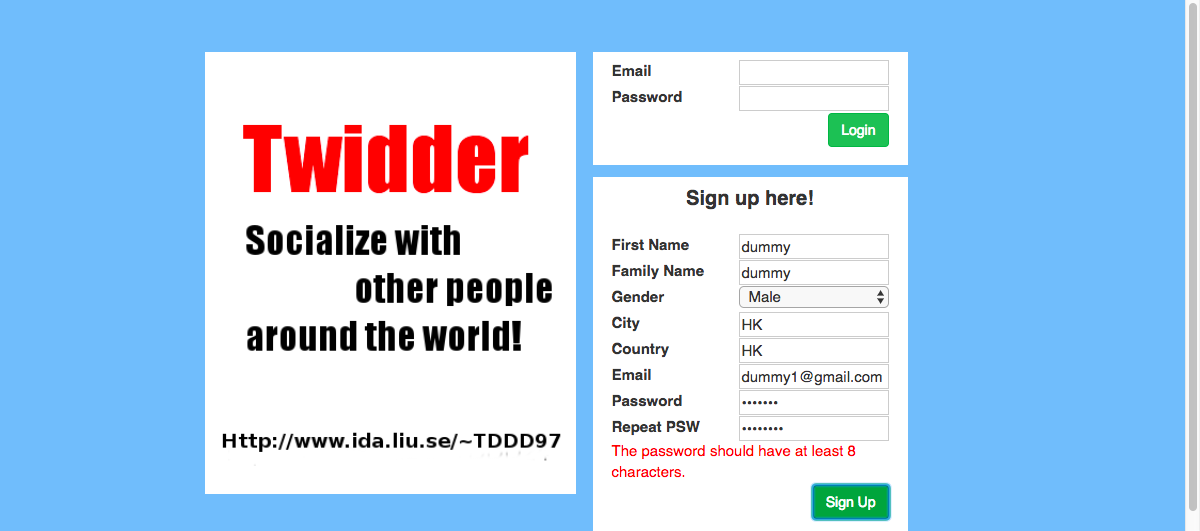 Twidder
Socialize with
other people
around the world!
Http://www.ida.liu.se/~TDDD97
Email
Password
Login
Sign up here!
First Name dummy
Family Name dummy
Gender Male
City HK
Country HK
Email dummy1@gmail.com
Password •••••••
Repeat PSW ••••••••
The password should have at least 8
characters.
Sign Up